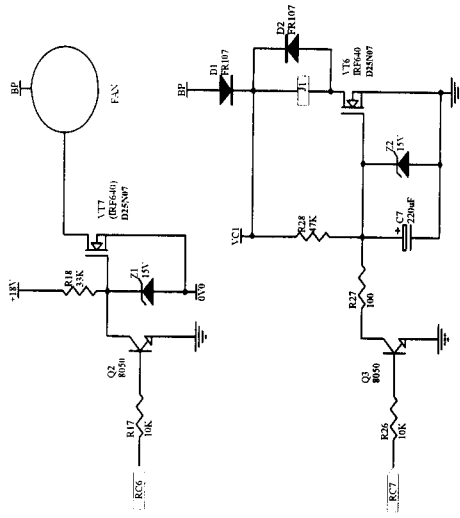 BP
FAN
VT7
(IRF640)
D25N07
+18V
R18
33K
Z1
15V
0V0
Q2
8050
R17
10K
RC6
BP
D1
FR107
D2
FR107
J1
VT6
IRF640
D25N07
VC1
R28
47K
Z2
15V
C7
220uF
+
R27
100
Q3
8050
R26
10K
RC7